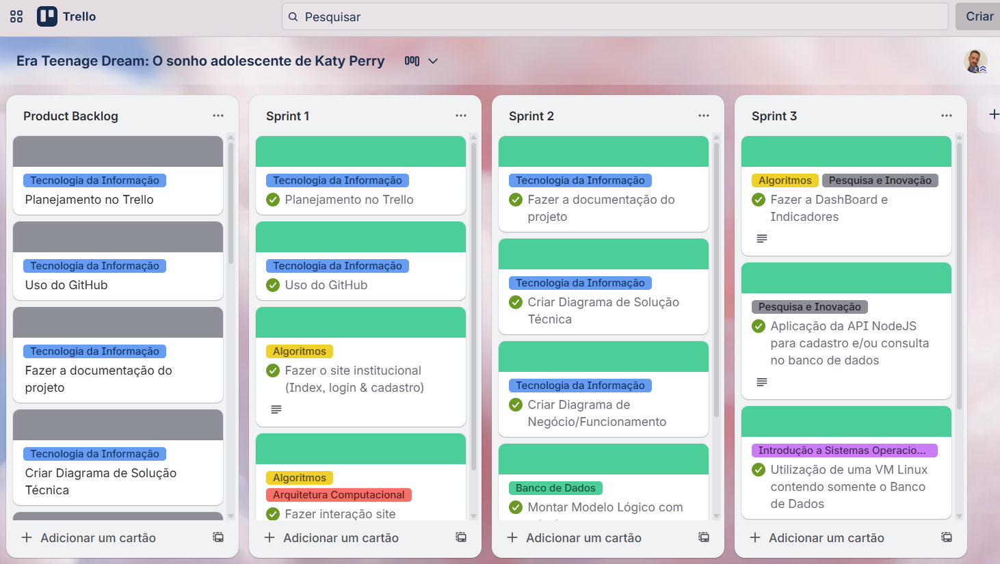 Trello
Pesquisar
Criar
Era Teenage Dream: O sonho adolescente de Katy Perry
Product Backlog
Tecnologia da Informação
Planejamento no Trello
Tecnologia da Informação
Uso do GitHub
Tecnologia da Informação
Fazer a documentação do
projeto
Tecnologia da Informação
Criar Diagrama de Solução
Técnica
Adicionar um cartão
Sprint 1
Tecnologia da Informação
Planejamento no Trello
Tecnologia da Informação
Uso do GitHub
Algoritmos
Fazer o site institucional
(Index, login & cadastro)
Algoritmos
Arquitetura Computacional
Fazer interação site
Adicionar um cartão
Sprint 2
Tecnologia da Informação
Fazer a documentação do
projeto
Tecnologia da Informação
Criar Diagrama de Solução
Técnica
Tecnologia da Informação
Criar Diagrama de
Negócio/Funcionamento
Banco de Dados
Montar Modelo Lógico com
Adicionar um cartão
Sprint 3
Algoritmos Pesquisa e Inovação
Fazer a DashBoard e
Indicadores
Pesquisa e Inovação
Aplicação da API NodeJS
para cadastro e/ou consulta
no banco de dados
Introdução a Sistemas Operacio...
Utilização de uma VM Linux
contendo somente o Banco
de Dados
Adicionar um cartão